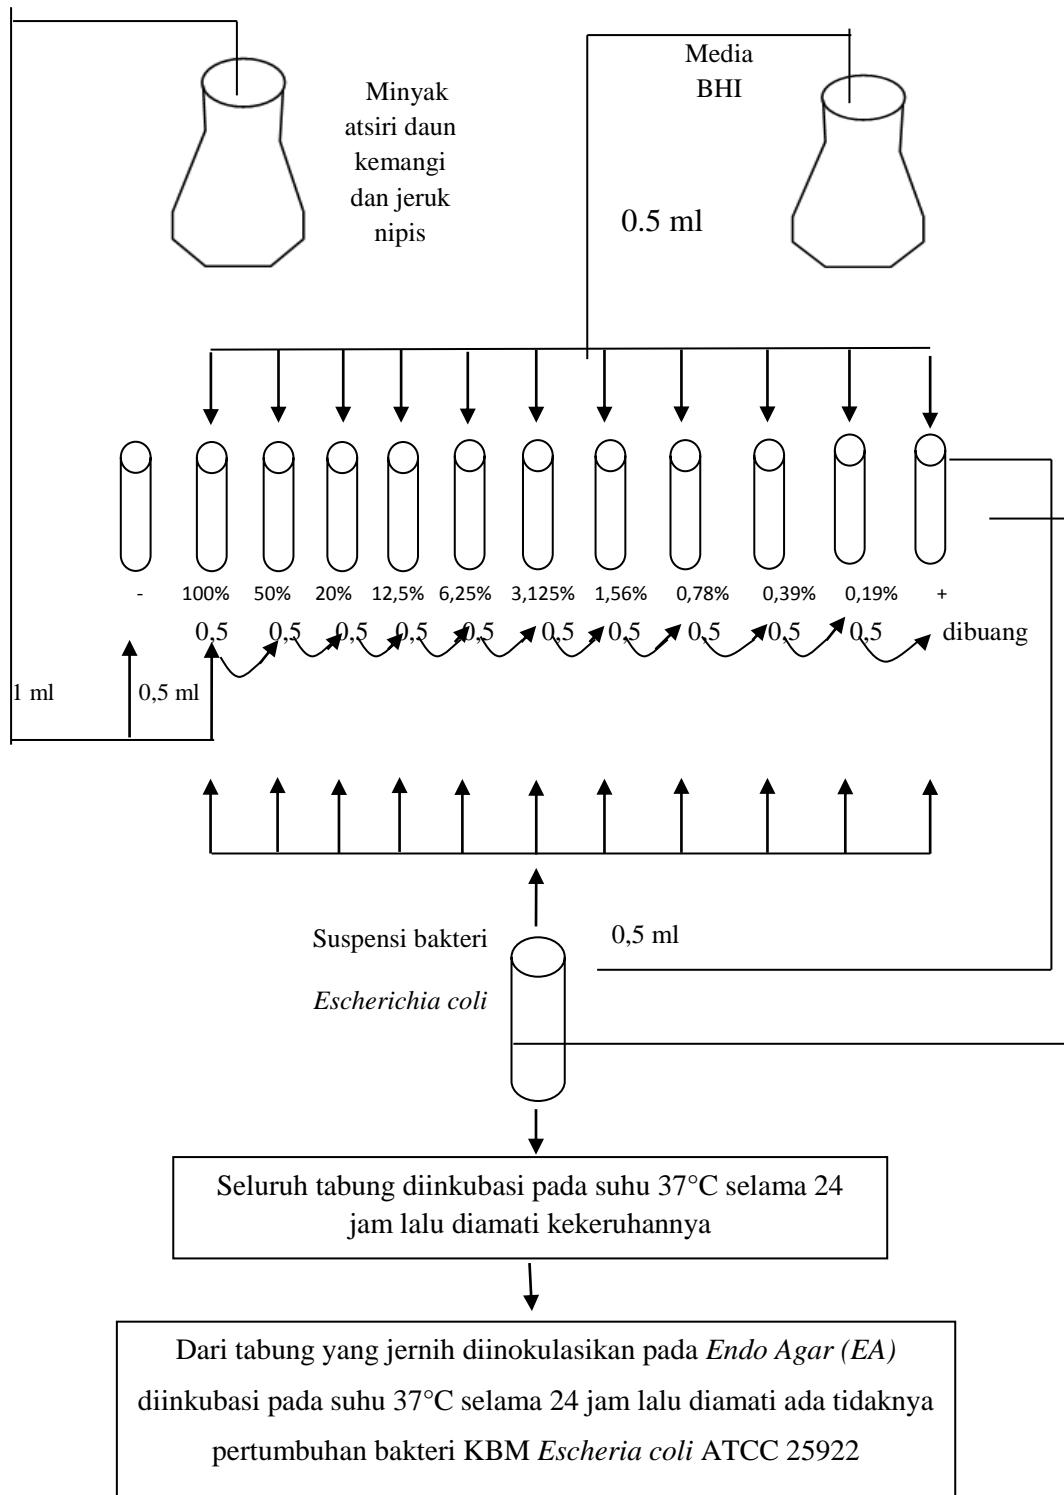 Minyak
atsiri daun
kemangi
dan jeruk
nipis
Media
BHI
0.5 ml
- 100% 50% 20% 12,5% 6,25% 3,125% 1,56% 0,78% 0,39% 0,19% +
0,5 0,5 0,5 0,5 0,5 0,5 0,5 0,5 0,5 0,5 dibuang
1 ml 0,5 ml
Suspensi bakteri
Escherichia coli
0,5 ml
Seluruh tabung diinkubasi pada suhu 37°C selama 24
jam lalu diamati kekeruhannya
Dari tabung yang jernih diinokulasikan pada Endo Agar (EA)
diinkubasi pada suhu 37°C selama 24 jam lalu diamati ada tidaknya
pertumbuhan bakteri KBM Escheria coli ATCC 25922